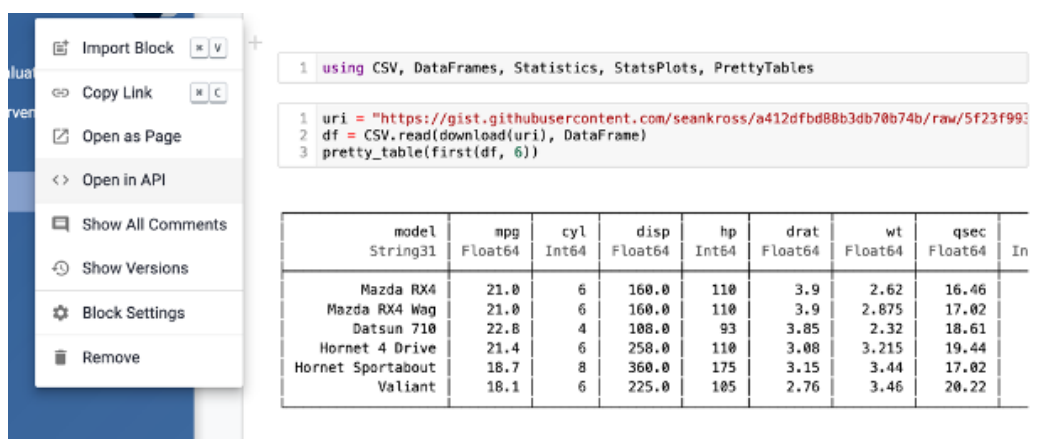 Import Block ⌘ V
Copy Link ⌘ C
Open as Page
Open in API
Show All Comments
Show Versions
Block Settings
Remove
1 using CSV, DataFrames, Statistics, StatsPlots, PrettyTables
1 uri = "https://gist.githubusercontent.com/seankross/a412dfbd88b3db70b74b/raw/5f23f993
2 df = CSV.read(download(uri), DataFrame)
3 pretty_table(first(df, 6))
model mpg cyl disp hp drat wt qsec
String31 Float64 Int64 Float64 Int64 Float64 Float64 Float64 In
Mazda RX4 21.0 6 160.0 110 3.9 2.62 16.46
Mazda RX4 Wag 21.0 6 160.0 110 3.9 2.875 17.02
Datsun 710 22.8 4 108.0 93 3.85 2.32 18.61
Hornet 4 Drive 21.4 6 258.0 110 3.08 3.215 19.44
Hornet Sportabout 18.7 8 360.0 175 3.15 3.44 17.02
Valiant 18.1 6 225.0 105 2.76 3.46 20.22